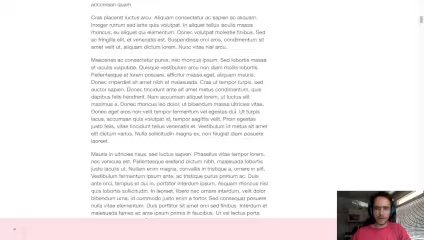 accumsan quam.
Cras placerat luctus arcu. Aliquam consectetur ac sapien ac aliquam.
Integer rutrum sed ante quis volutpat. In aliquet tellus iaculis massa
rhoncus, eu aliquet dui elementum. Donec volutpat molestie finibus. Sed
ac fringilla elit, et venenatis est. Suspendisse orci eros, condimentum sit
amet velit ut, aliquam dictum lorem. Nunc vitae nisl arcu.
Maecenas ac consectetur purus, nec rhoncus ipsum. Sed lobortis massa
et iaculis vulputate. Quisque vestibulum arcu non diam mollis lobortis.
Pellentesque et lorem posuere, efficitur massa eget, aliquam mauris.
Donec imperdiet sit amet nibh at malesuada. Cras ut tempor turpis, sed
auctor sapien. Donec tincidunt ante sit amet metus condimentum, quis
dapibus felis hendrerit. Nam accumsan aliquet lorem, ut luctus elit
maximus a. Donec rhoncus leo dolor, ut bibendum massa ultricies vitae.
Donec eget eros non velit tempor fermentum vel egestas dui. Ut turpis
lacus, accumsan quis volutpat id, tempor sagittis velit. Proin egestas
justo felis, vitae tincidunt tellus venenatis et. Vestibulum id metus sit amet
elit dictum varius. Nulla sollicitudin magna ex, non feugiat diam posuere
laoreet.
Mauris in ultricies risus, sed luctus sapien. Phasellus vitae tempor lorem,
nec venenatis est. Pellentesque eleifend dictum nibh, malesuada lobortis
justo iaculis ut. Nullam enim magna, convallis in tristique a, ornare in elit.
Vestibulum fermentum ipsum ante, ac tristique purus pretium ac. Duis
ante orci, tempus et dui in, porttitor interdum ipsum. Aliquam rhoncus nisl
quis lobortis sollicitudin. In laoreet, libero nec ornare interdum, velit dolor
bibendum urna, id commodo justo enim a tortor. Sed consequat posuere
nulla vitae elementum. Duis porttitor sit amet orci sed finibus. Interdum et
malesuada fames ac ante ipsum primis in faucibus. Ut vel lectus porta